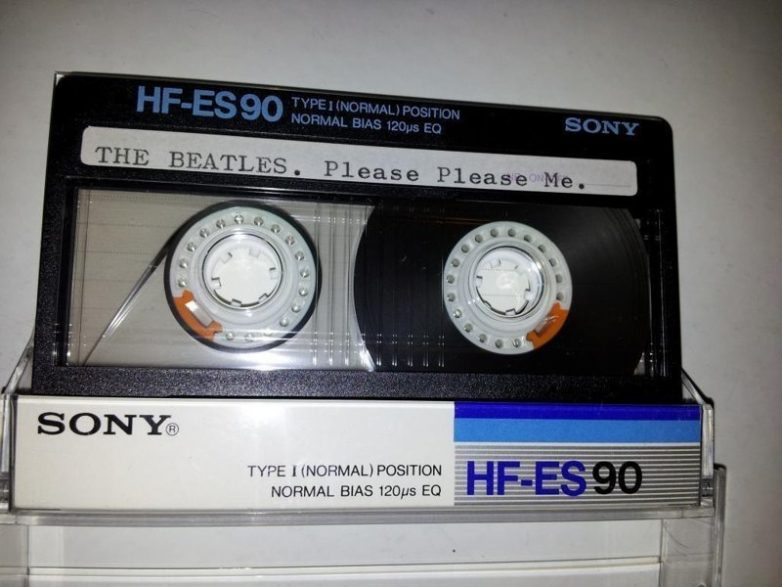 HF-ES90 TYPE I (NORMAL) POSITION
NORMAL BIAS 120µs EQ
SONY
THE BEATLES. Please Please Me.
SONY®
TYPE I (NORMAL) POSITION
NORMAL BIAS 120µs EQ
HF-ES90